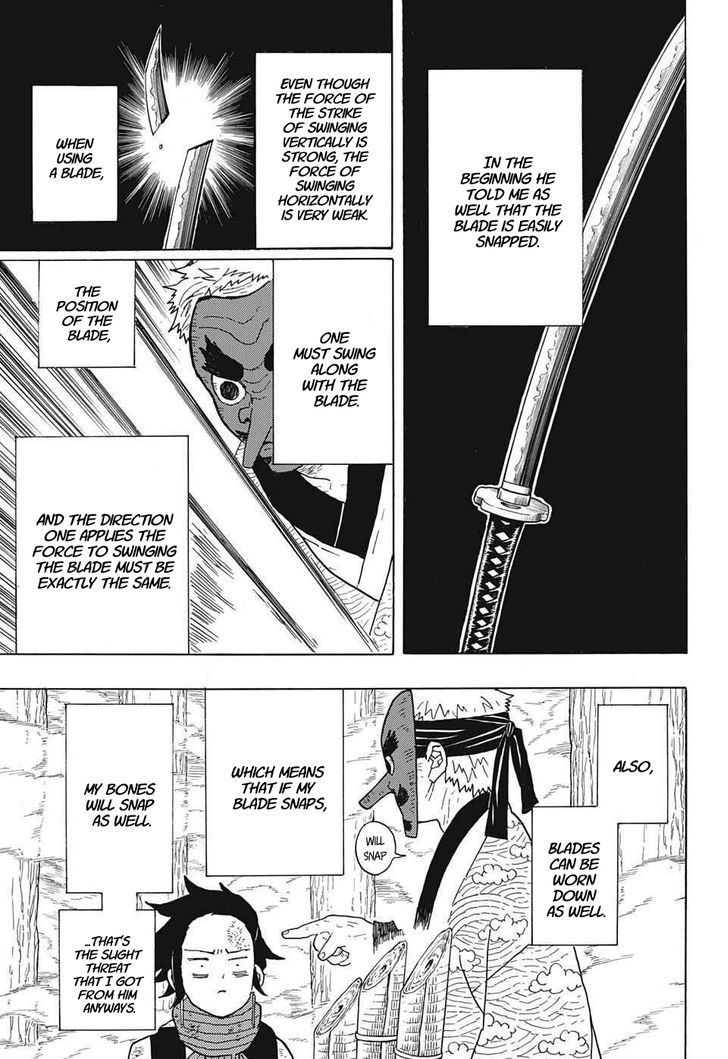 IN THE
BEGINNING HE
TOLD ME AS
WELL THAT THE
BLADE IS EASILY
SNAPPED.
EVEN THOUGH
THE FORCE OF
THE STRIKE
OF SWINGING
VERTICALLY IS
STRONG, THE
FORCE OF
SWINGING
HORIZONTALLY
IS VERY WEAK.
WHEN
USING
A BLADE,
ONE
MUST SWING
ALONG
WITH THE
BLADE.
THE
POSITION
OF THE
BLADE,
AND THE DIRECTION
ONE APPLIES THE
FORCE TO SWINGING
THE BLADE MUST BE
EXACTLY THE SAME.
ALSO,
BLADES
CAN BE
WORN
DOWN
AS WELL.
WHICH MEANS
THAT IF MY
BLADE SNAPS,
WILL
SNAP
MY BONES
WILL SNAP
AS WELL.
...THAT'S
THE SLIGHT
THREAT
THAT I GOT
FROM HIM
ANYWAYS.